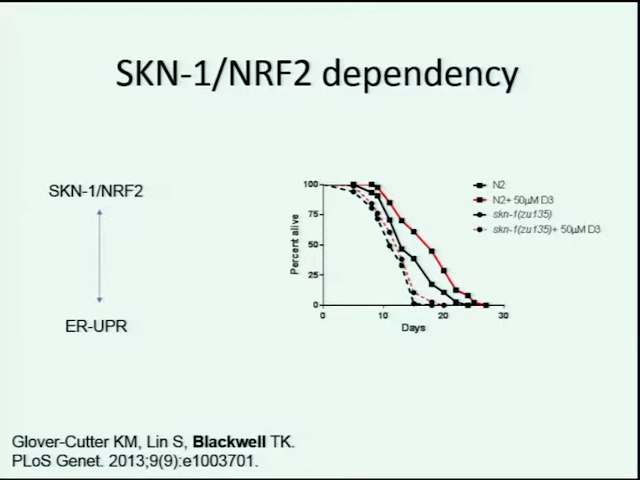 SKN-1/NRF2 dependency
SKN-1/NRF2
ER-UPR
Percent alive
100
75
50
25
0
0
10
20
30
Days
N2
N2+ 50µM D3
skn-1(zu135)
skn-1(zu135)+ 50µM D3
Glover-Cutter KM, Lin S, Blackwell TK.
PLoS Genet. 2013;9(9):e1003701.